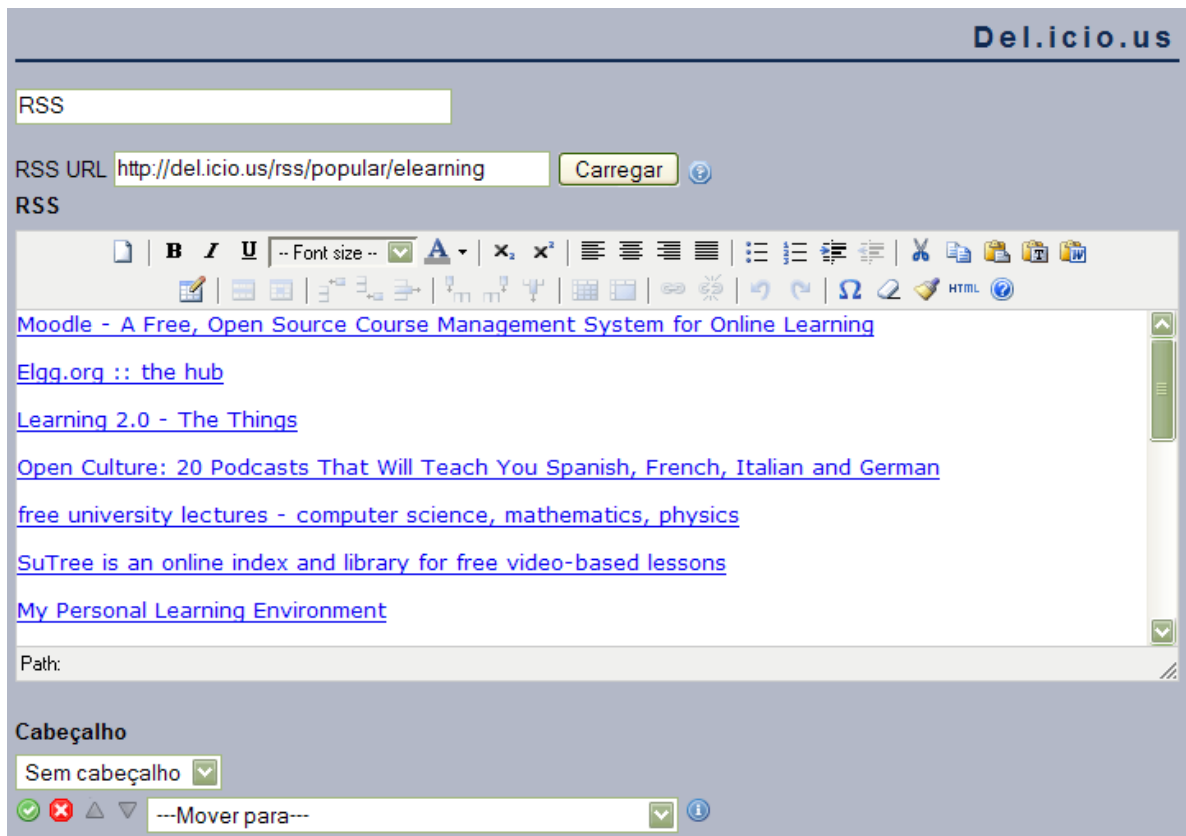 Del.icio.us
RSS
RSS URL http://del.icio.us/rss/popular/elearning Carregar
RSS
B I U -- Font size -- A x₂ x²
Ω HTML
Moodle - A Free, Open Source Course Management System for Online Learning
Elgg.org :: the hub
Learning 2.0 - The Things
Open Culture: 20 Podcasts That Will Teach You Spanish, French, Italian and German
free university lectures - computer science, mathematics, physics
SuTree is an online index and library for free video-based lessons
My Personal Learning Environment
Path:
Cabeçalho
Sem cabeçalho
---Mover para---